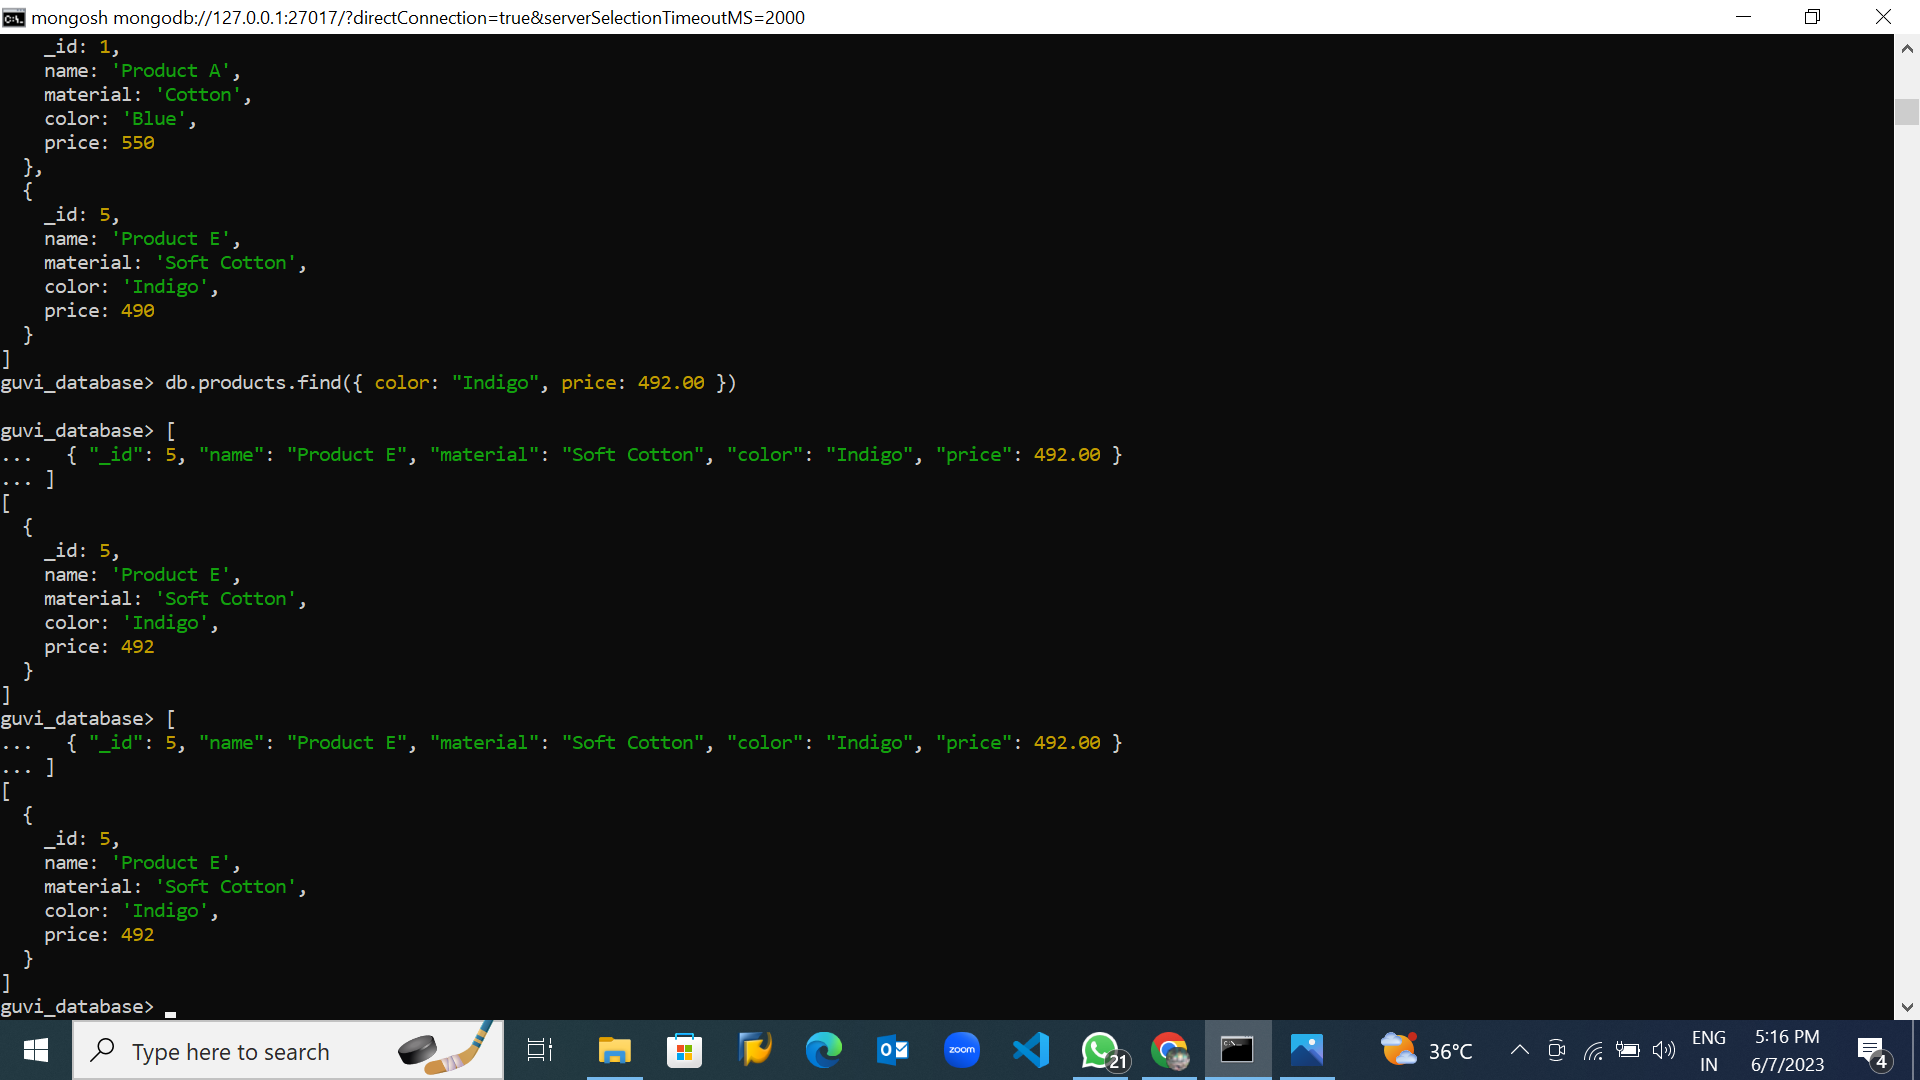 mongosh mongodb://127.0.0.1:27017/?directConnection=true&serverSelectionTimeoutMS=2000
_id: 1,
name: 'Product A',
material: 'Cotton',
color: 'Blue',
price: 550
},
{
_id: 5,
name: 'Product E',
material: 'Soft Cotton',
color: 'Indigo',
price: 490
}
]
guvi_database> db.products.find({ color: "Indigo", price: 492.00 })
guvi_database> [
...   { "_id": 5, "name": "Product E", "material": "Soft Cotton", "color": "Indigo", "price": 492.00 }
... ]
[
{
_id: 5,
name: 'Product E',
material: 'Soft Cotton',
color: 'Indigo',
price: 492
}
]
guvi_database> [
...   { "_id": 5, "name": "Product E", "material": "Soft Cotton", "color": "Indigo", "price": 492.00 }
... ]
[
{
_id: 5,
name: 'Product E',
material: 'Soft Cotton',
color: 'Indigo',
price: 492
}
]
guvi_database>
Type here to search
zoom
21
36°C
ENG
IN
5:16 PM
6/7/2023
4